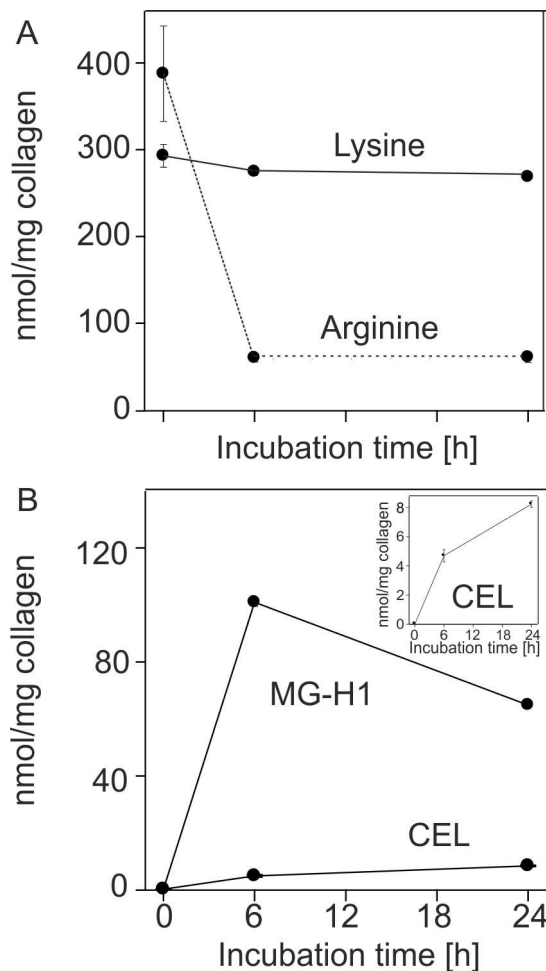 A
nmol/mg collagen
400
300
200
100
0
Lysine
Arginine
Incubation time [h]
B
nmol/mg collagen
120
80
40
0
MG-H1
CEL
0 6 12 18 24
Incubation time [h]
nmol/mg collagen
8
6
4
2
0
CEL
0 6 12 18 24
Incubation time [h]